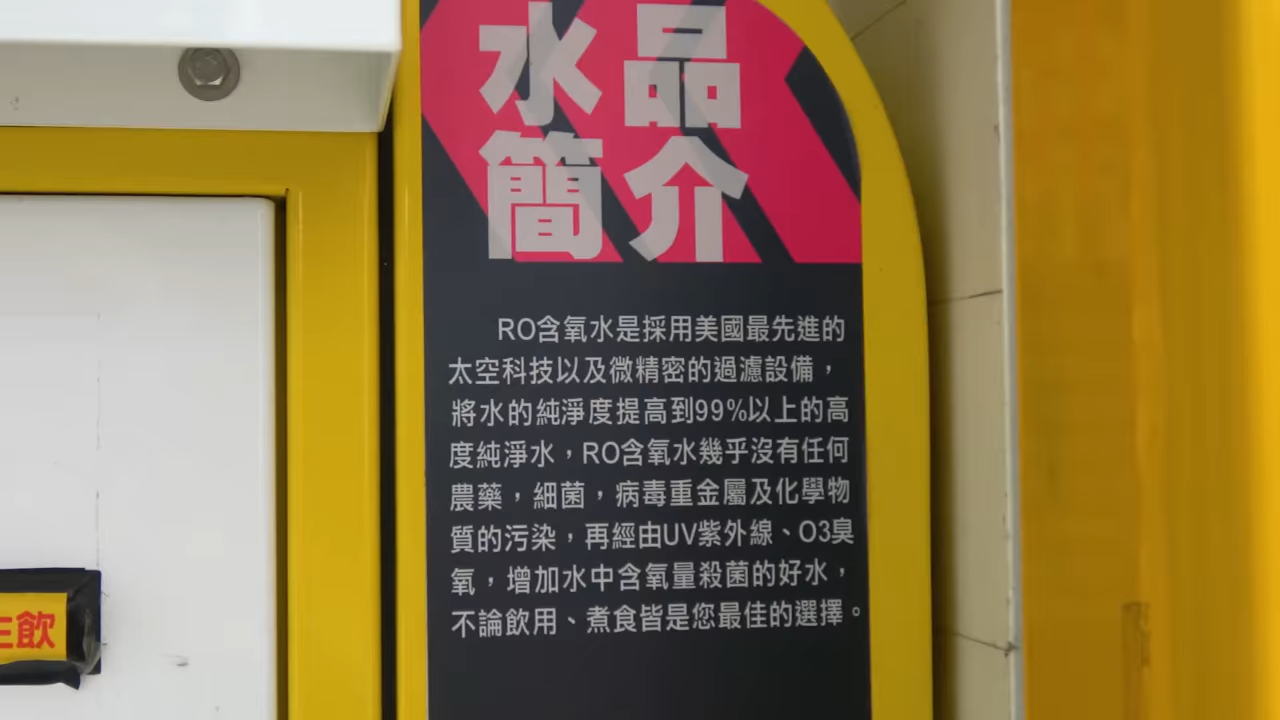 水品
簡介
RO含氧水是採用美國最先進的
太空科技以及微精密的過濾設備，
將水的純淨度提高到99%以上的高
度純淨水，RO含氧水幾乎沒有任何
農藥，細菌，病毒重金屬及化學物
質的污染，再經由UV紫外線、O3臭
氧，增加水中含氧量殺菌的好水，
不論飲用、煮食皆是您最佳的選擇。
飲